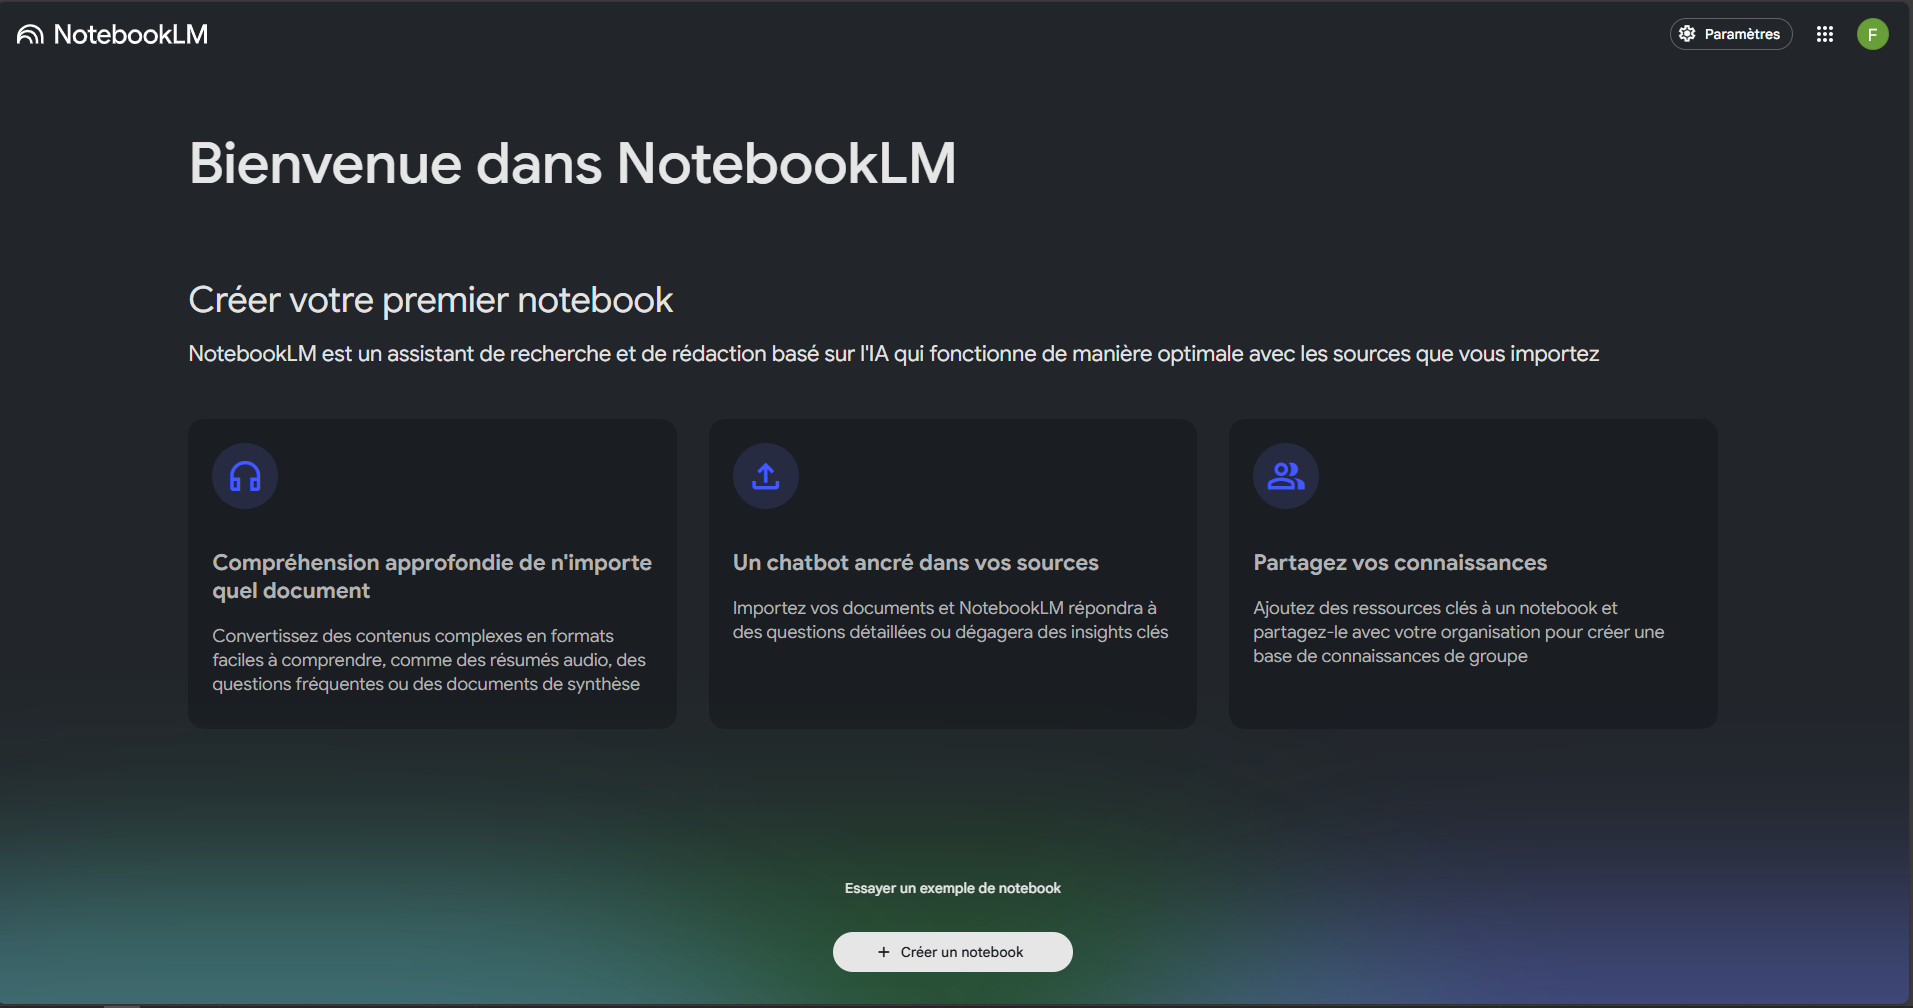 NotebookLM
Paramètres
F
Bienvenue dans NotebookLM
Créer votre premier notebook
NotebookLM est un assistant de recherche et de rédaction basé sur l'IA qui fonctionne de manière optimale avec les sources que vous importez
Compréhension approfondie de n'importe
quel document
Convertissez des contenus complexes en formats
faciles à comprendre, comme des résumés audio, des
questions fréquentes ou des documents de synthèse
Un chatbot ancré dans vos sources
Importez vos documents et NotebookLM répondra à
des questions détaillées ou dégagera des insights clés
Partagez vos connaissances
Ajoutez des ressources clés à un notebook et
partagez-le avec votre organisation pour créer une
base de connaissances de groupe
Essayer un exemple de notebook
+ Créer un notebook